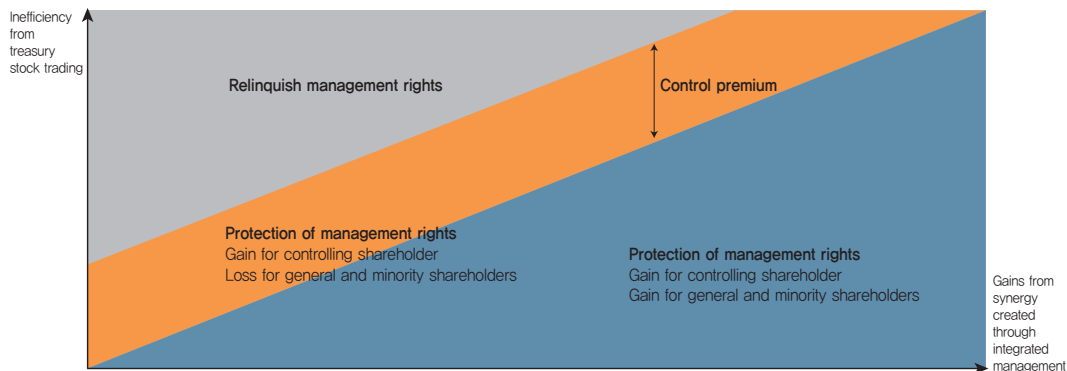 Inefficiency
from
treasury
stock trading
Relinquish management rights
Control premium
Protection of management rights
Gain for controlling shareholder
Loss for general and minority shareholders
Protection of management rights
Gain for controlling shareholder
Gain for general and minority shareholders
Gains from
synergy
created
through
integrated
management